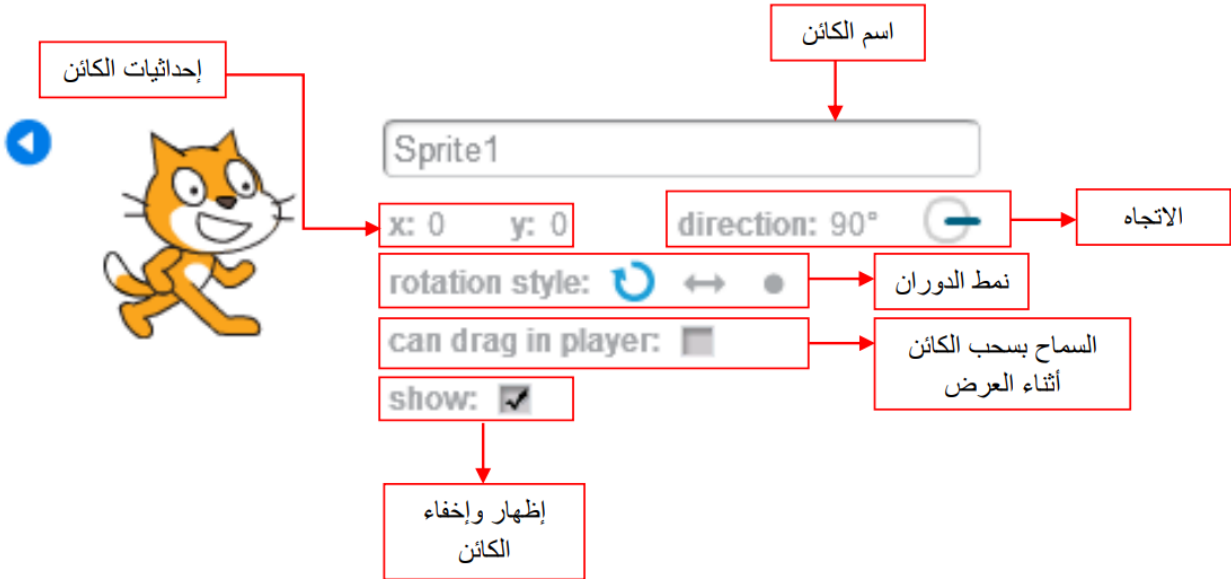 اسم الكائن
إحداثيات الكائن
Sprite1
x: 0 y: 0 direction: 90°
الاتجاه
rotation style:
نمط الدوران
can drag in player:
السماح بسحب الكائن
أثناء العرض
show:
إظهار وإخفاء
الكائن